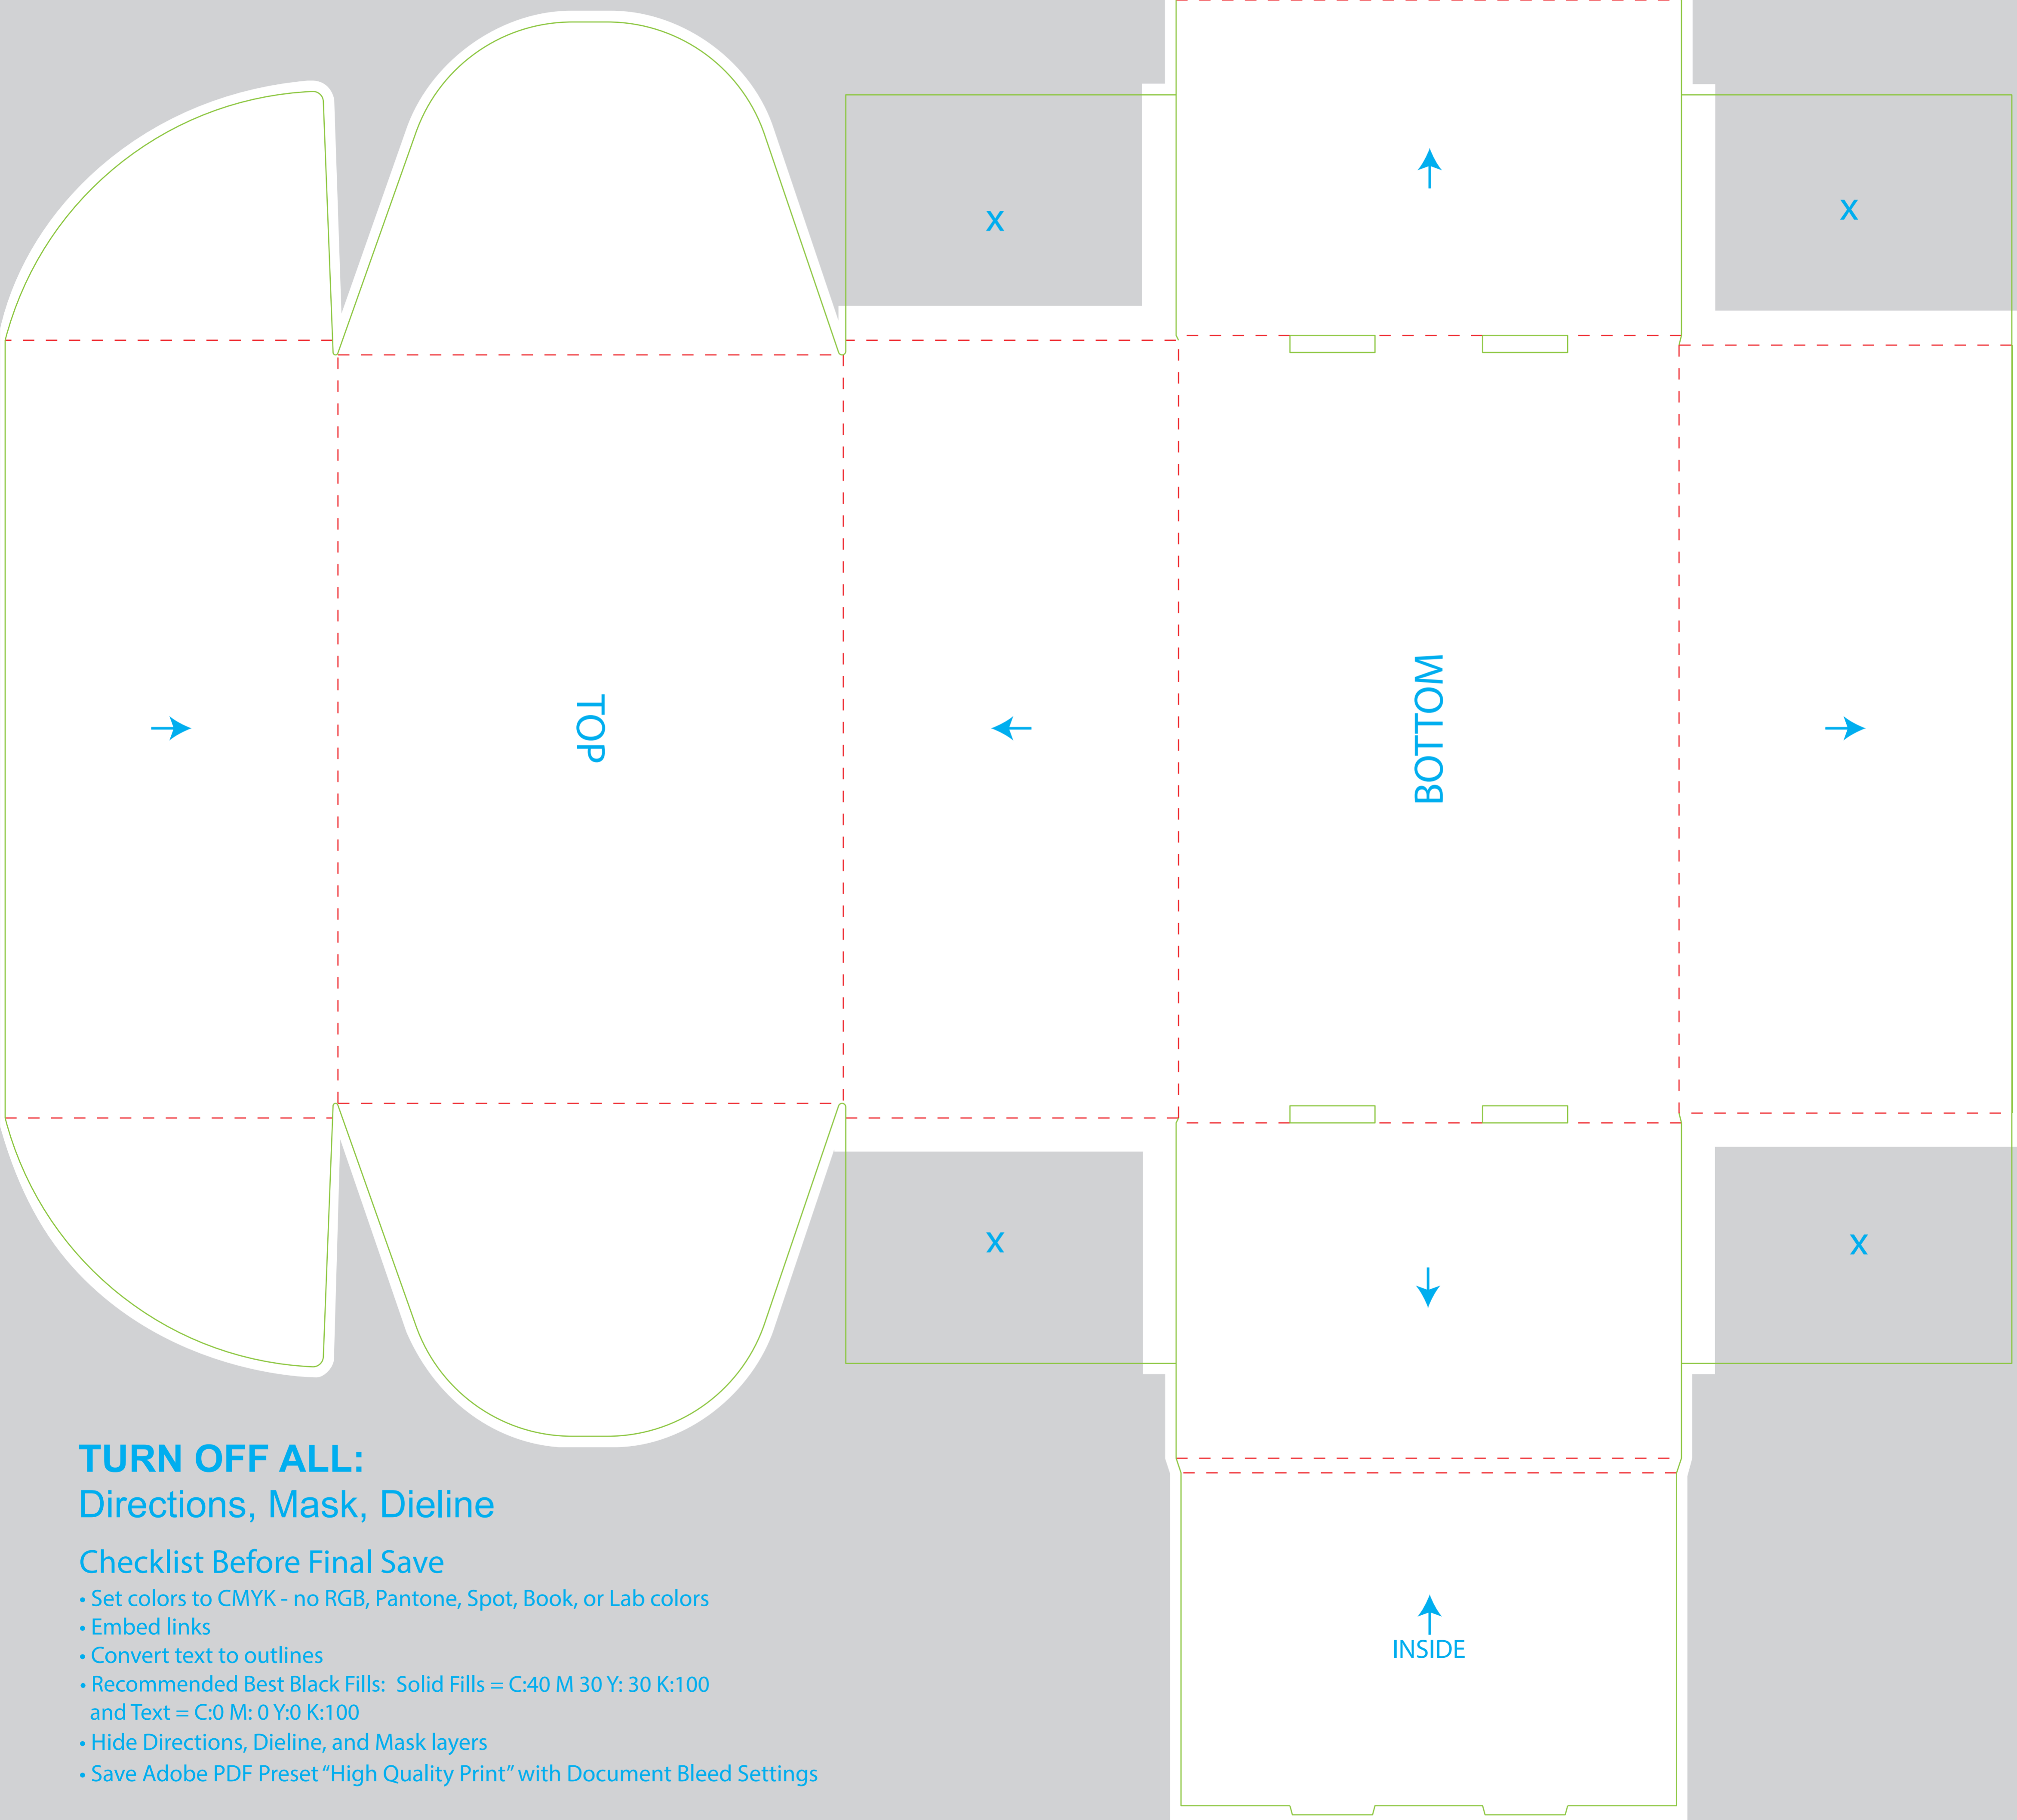 x
x
TOP
BOTTOM
x
x
TURN OFF ALL:
Directions, Mask, Dieline
Checklist Before Final Save
• Set colors to CMYK - no RGB, Pantone, Spot, Book, or Lab colors
• Embed links
• Convert text to outlines
• Recommended Best Black Fills:  Solid Fills = C:40 M 30 Y: 30 K:100
and Text = C:0 M: 0 Y:0 K:100
• Hide Directions, Dieline, and Mask layers
• Save Adobe PDF Preset “High Quality Print” with Document Bleed Settings
INSIDE